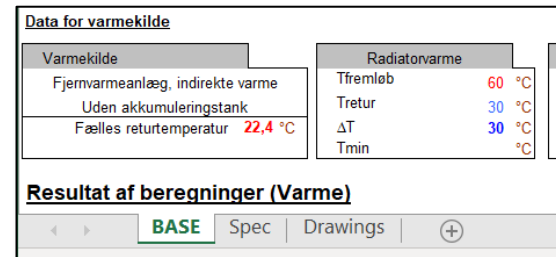 Data for varmekilde
Varmekilde
Fjernvarmeanlæg, indirekte varme
Uden akkumuleringstank
Fælles returtemperatur 22,4 °C
Radiatorvarme
Tfremløb 60 °C
Tretur 30 °C
ΔT 30 °C
Tmin °C
Resultat af beregninger (Varme)
BASE Spec Drawings